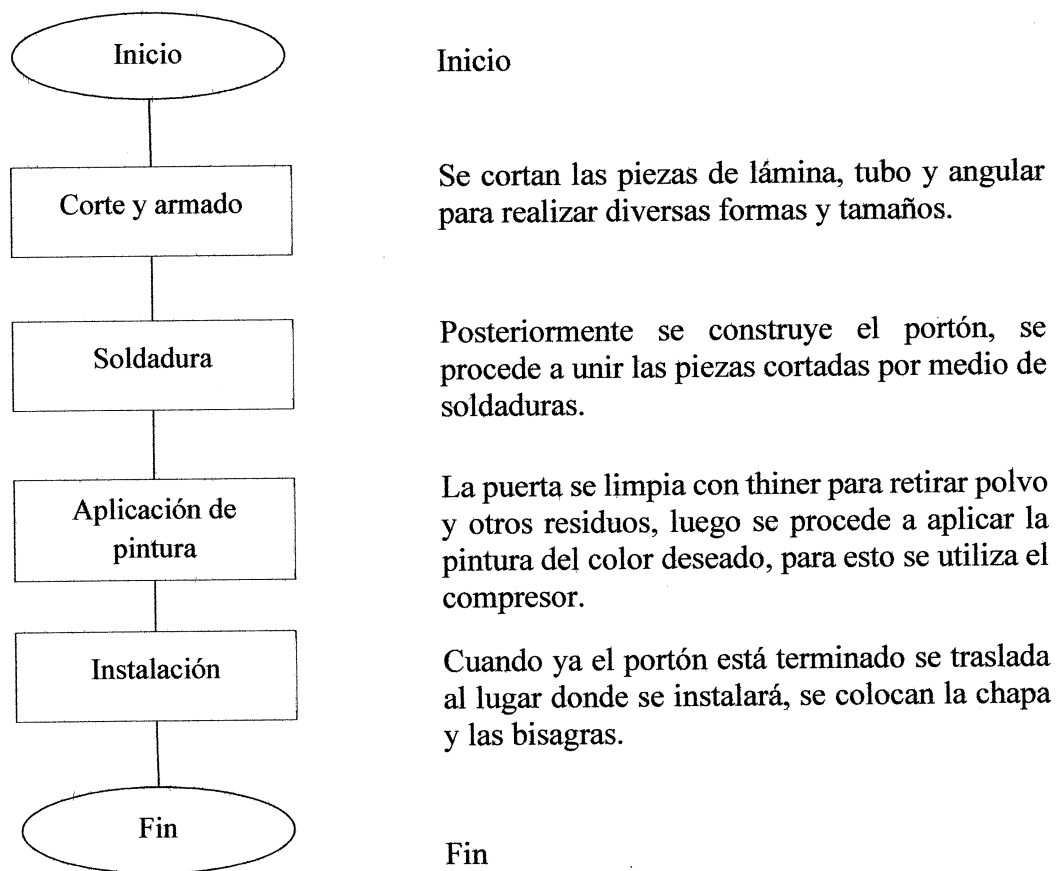 Inicio
Inicio
Corte y armado
Se cortan las piezas de lámina, tubo y angular
para realizar diversas formas y tamaños.
Soldadura
Posteriormente se construye el portón, se
procede a unir las piezas cortadas por medio de
soldaduras.
Aplicación de
pintura
La puerta se limpia con thiner para retirar polvo
y otros residuos, luego se procede a aplicar la
pintura del color deseado, para esto se utiliza el
compresor.
Instalación
Cuando ya el portón está terminado se traslada
al lugar donde se instalará, se colocan la chapa
y las bisagras.
Fin
Fin